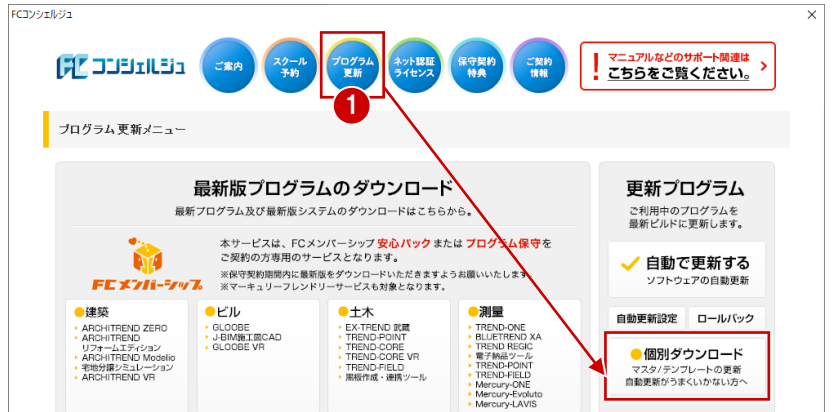 FCコンシェルジュ
FCコンシェルジュ
ご案内
スクール
予約
プログラム
更新
ネット認証
ライセンス
保守契約
特典
ご契約
情報
!
マニュアルなどのサポート関連は
こちらをご覧ください。
1
プログラム更新メニュー
最新版プログラムのダウンロード
最新プログラム及び最新版システムのダウンロードはこちらから。
FCメンバーシップ
本サービスは、FCメンバーシップ 安心パック または プログラム保守を
ご契約の方専用のサービスとなります。
※保守契約期間内に最新版をダウンロードいただきますようお願いいたします。
※マーキュリーフレンドリーサービスも対象となります。
建築
ARCHITREND ZERO
ARCHITREND
リフォームエディション
ARCHITREND Modelio
宅地分譲シミュレーション
ARCHITREND VR
ビル
GLOOBE
J-BIM施工図CAD
GLOOBE VR
土木
EX-TREND 武蔵
TREND-POINT
TREND-CORE
TREND-CORE VR
TREND-FIELD
黒板作成・連携ツール
測量
TREND-ONE
BLUETREND XA
TREND REGIC
電子納品ツール
TREND-POINT
TREND-FIELD
Mercury-ONE
Mercury-Evoluto
Mercury-LAVIS
更新プログラム
ご利用中のプログラムを
最新ビルドに更新します。
自動で更新する
ソフトウェアの自動更新
自動更新設定
ロールバック
個別ダウンロード
マスタ/テンプレートの更新
自動更新がうまくいかない方へ